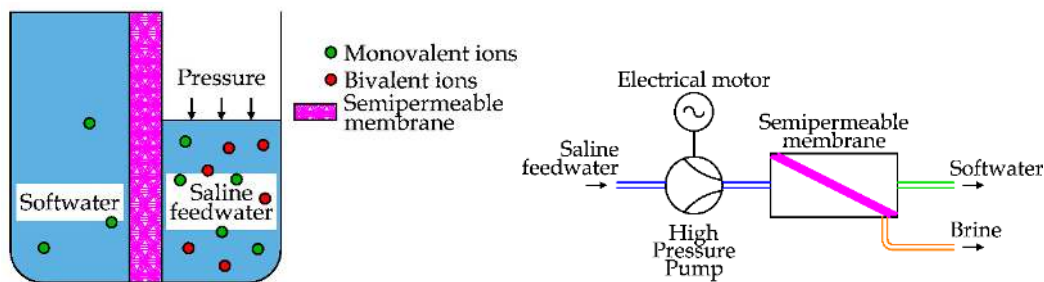 Pressure
Softwater
Saline
feedwater
Monovalent ions
Bivalent ions
Semipermeable
membrane
Electrical motor
Saline
feedwater
High
Pressure
Pump
Semipermeable
membrane
Softwater
Brine